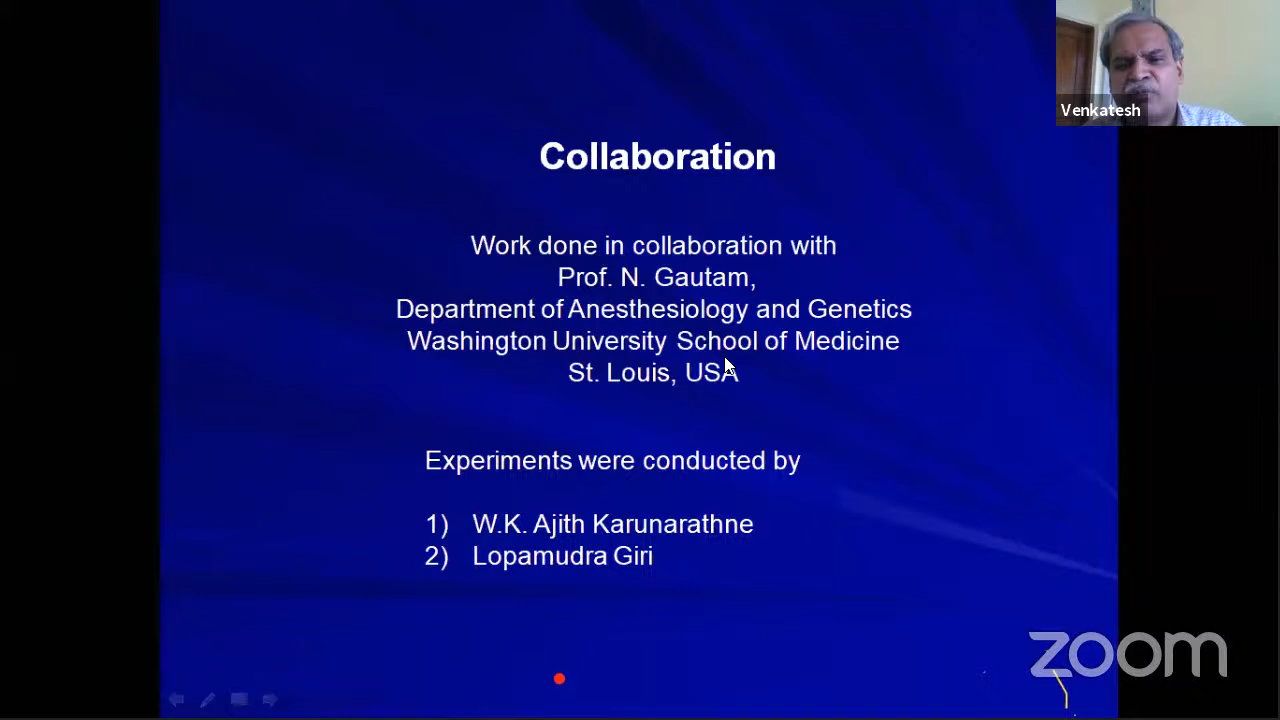 Venkatesh
Collaboration
Work done in collaboration with
Prof. N. Gautam,
Department of Anesthesiology and Genetics
Washington University School of Medicine
St. Louis, USA
Experiments were conducted by
1) W.K. Ajith Karunarathne
2) Lopamudra Giri
zoom